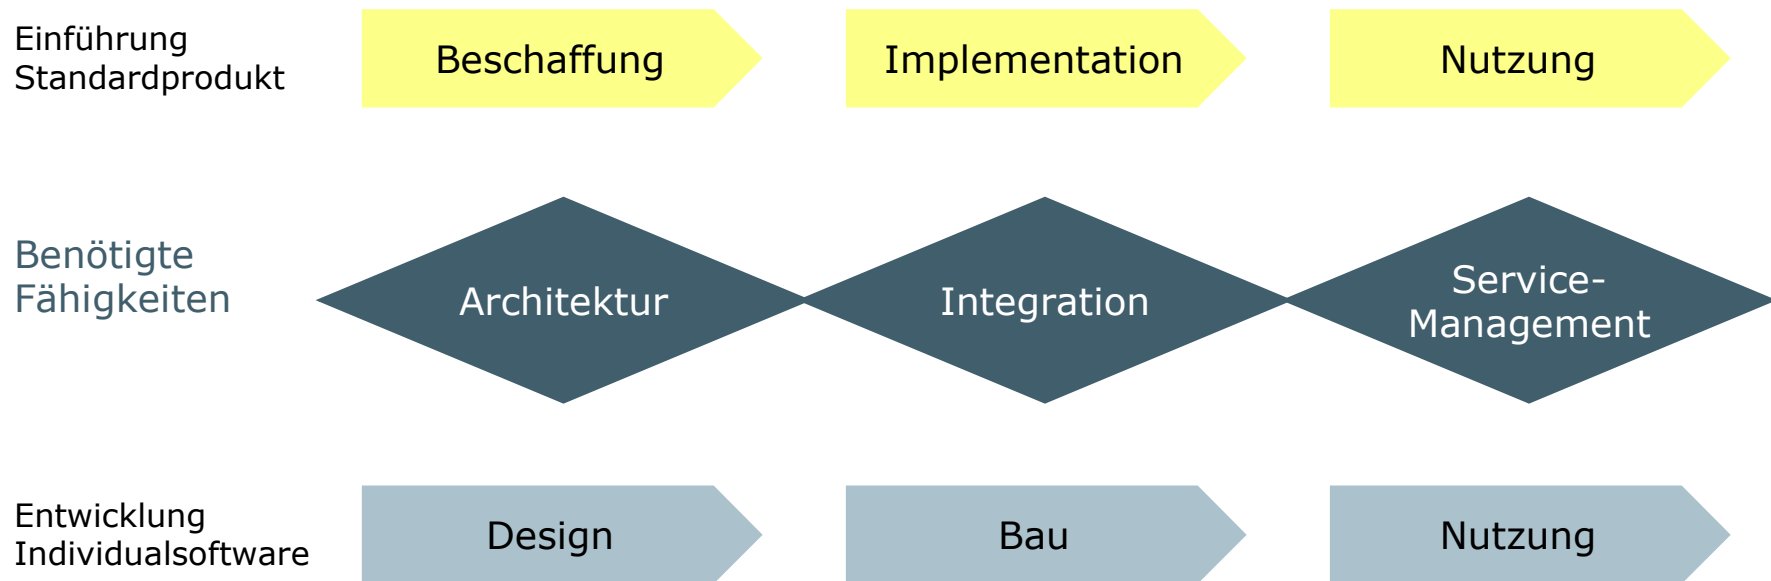 Einführung
Standardprodukt
Beschaffung
Implementation
Nutzung
Benötigte
Fähigkeiten
Architektur
Integration
Service-
Management
Entwicklung
Individualsoftware
Design
Bau
Nutzung